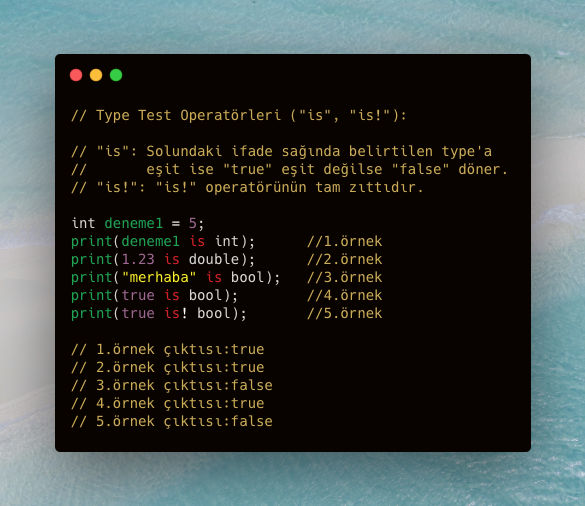 // Type Test Operatörleri ("is", "is!"):
// "is": Solundaki ifade sağında belirtilen type'a
//       eşit ise "true" eşit değilse "false" döner.
// "is!": "is!" operatörünün tam zıttıdır.
int deneme1 = 5;
print(deneme1 is int);      //1.örnek
print(1.23 is double);      //2.örnek
print("merhaba" is bool);   //3.örnek
print(true is bool);        //4.örnek
print(true is! bool);       //5.örnek
// 1.örnek çıktısı:true
// 2.örnek çıktısı:true
// 3.örnek çıktısı:false
// 4.örnek çıktısı:true
// 5.örnek çıktısı:false